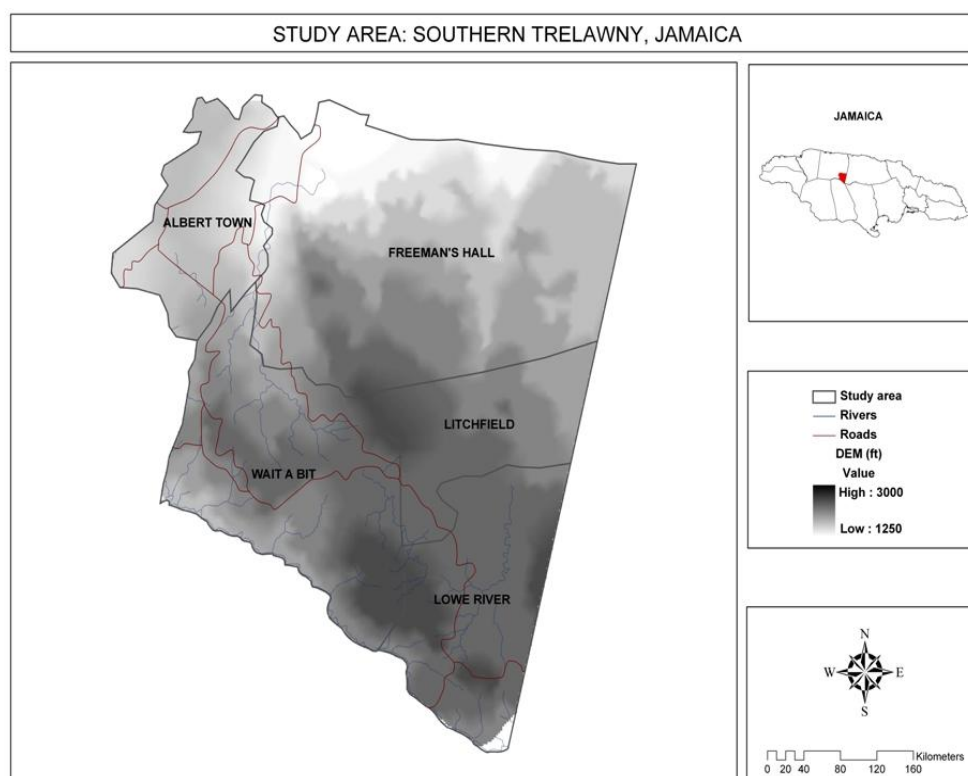 STUDY AREA: SOUTHERN TRELAWNY, JAMAICA
ALBERT TOWN
FREEMAN'S HALL
LITCHFIELD
WAIT A BIT
LOWE RIVER
JAMAICA
Study area
Rivers
Roads
DEM (ft)
Value
High : 3000
Low : 1250
N
W E
S
Kilometers
0 20 40 80 120 160